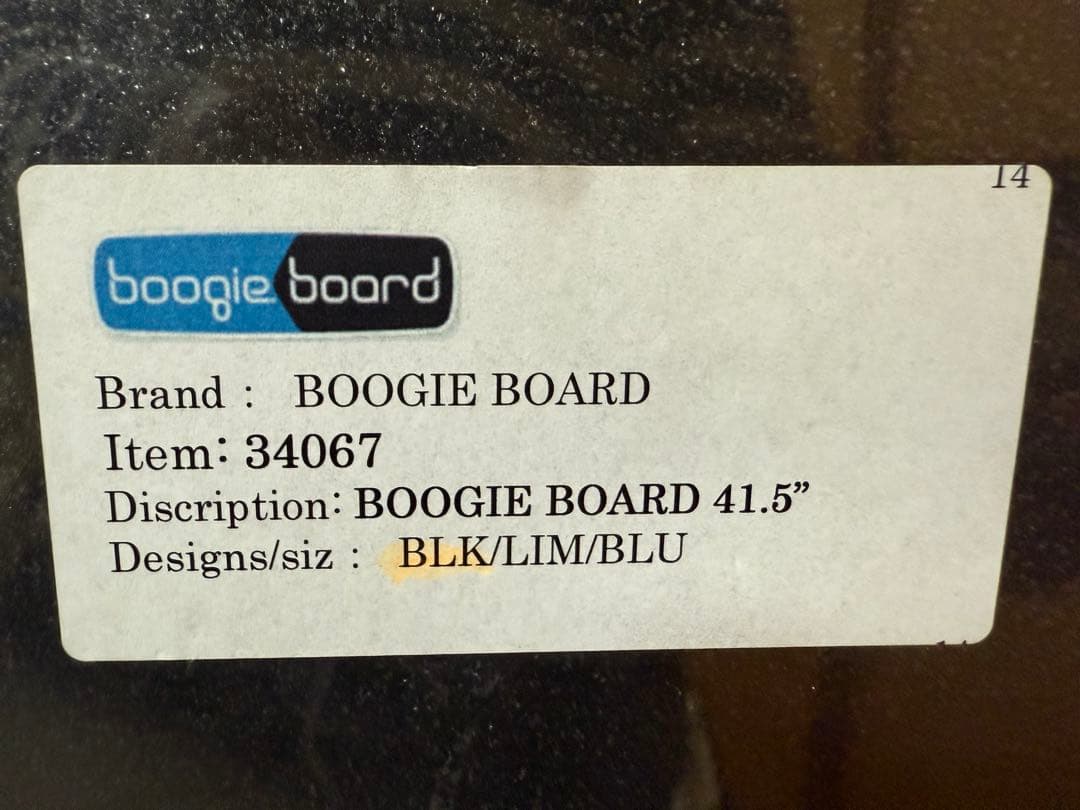 14
boogie board
Brand : BOOGIE BOARD
Item: 34067
Discription: BOOGIE BOARD 41.5”
Designs/siz : BLK/LIM/BLU